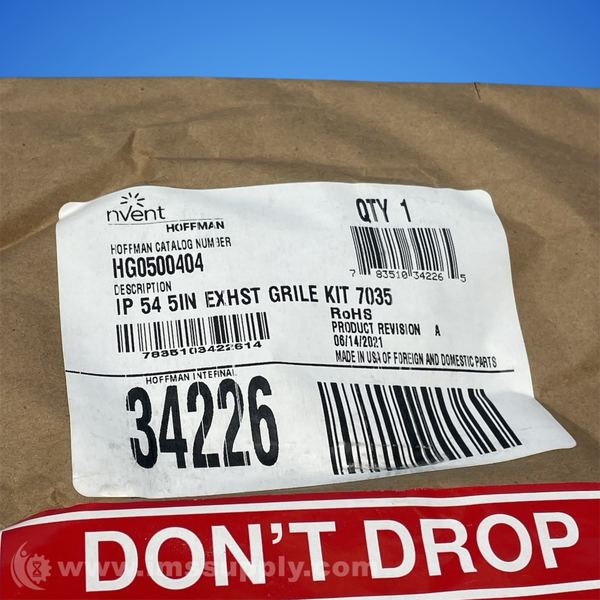 nvent
HOFFMAN
QTY 1
HOFFMAN CATALOG NUMBER
HG0500404
7 83510 34226 5
DESCRIPTION
IP 54 5IN EXHST GRILE KIT 7035
RoHS
PRODUCT REVISION A
06/14/2021
7835103422614
MADE IN USA OF FOREIGN AND DOMESTIC PARTS
HOFFMAN INTERNAL
34226
DON'T DROP
www.imssupply.com